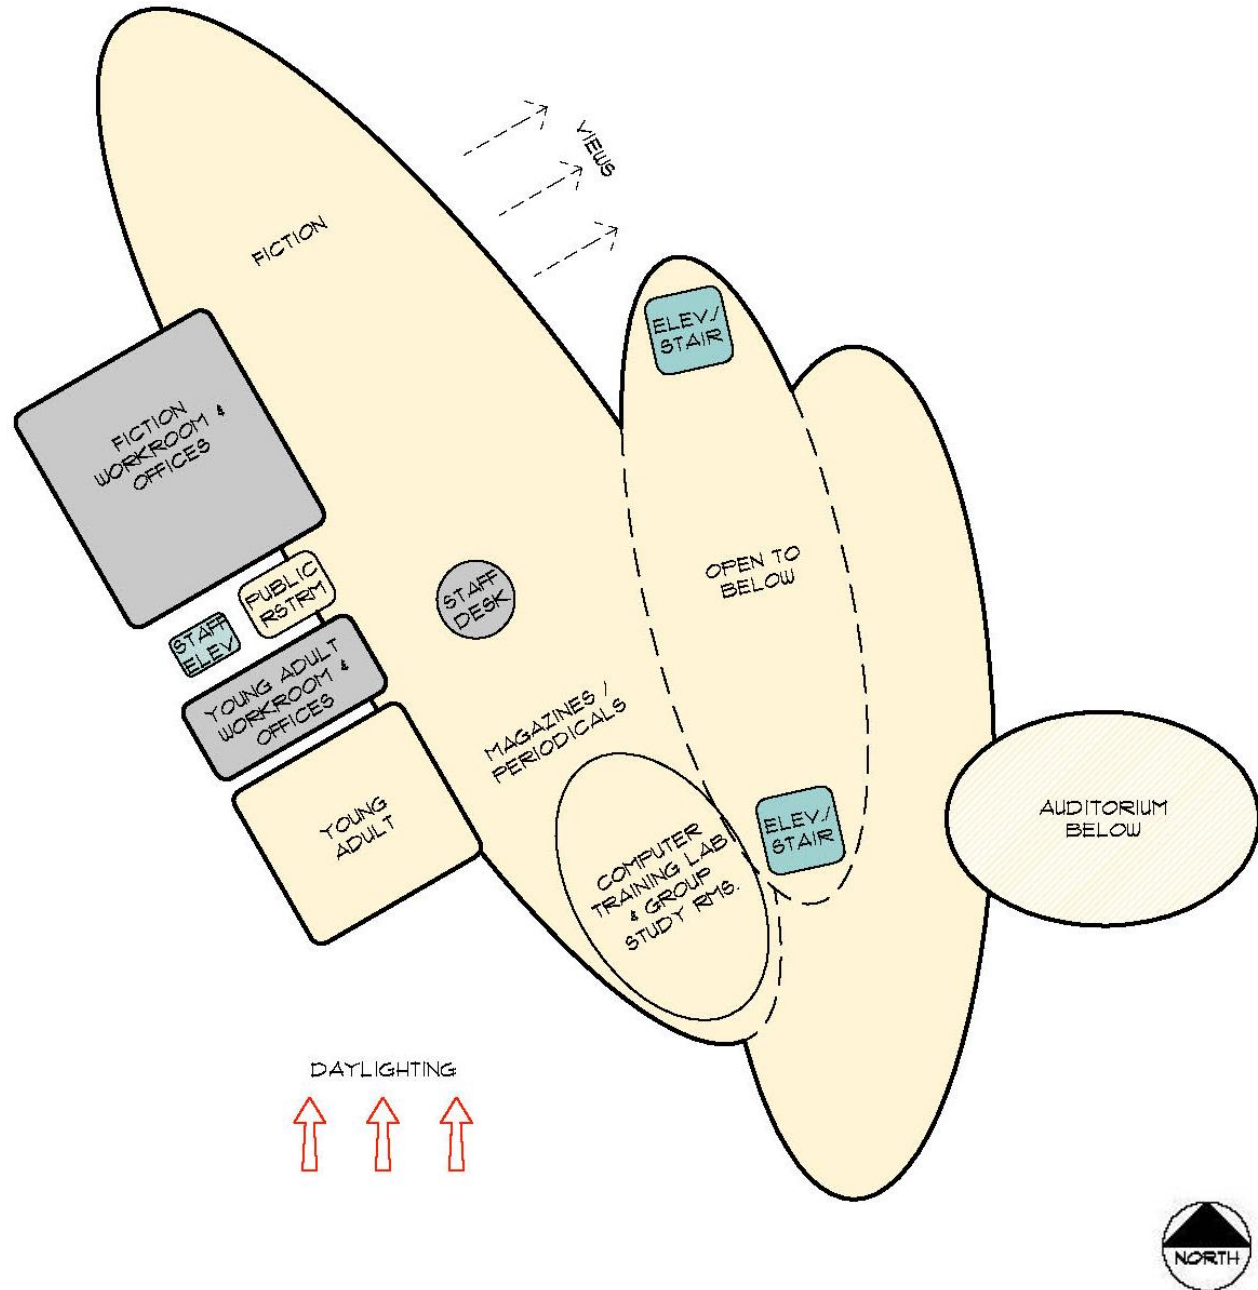 VIEWS
FICTION
ELEV./
STAIR
FICTION
WORKROOM &
OFFICES
OPEN TO
BELOW
PUBLIC
RSTRM
STAFF
DESK
STAFF
ELEV
YOUNG ADULT
WORKROOM &
OFFICES
MAGAZINES /
PERIODICALS
YOUNG
ADULT
ELEV./
STAIR
AUDITORIUM
BELOW
COMPUTER
TRAINING LAB
& GROUP
STUDY RMS.
DAYLIGHTING
NORTH